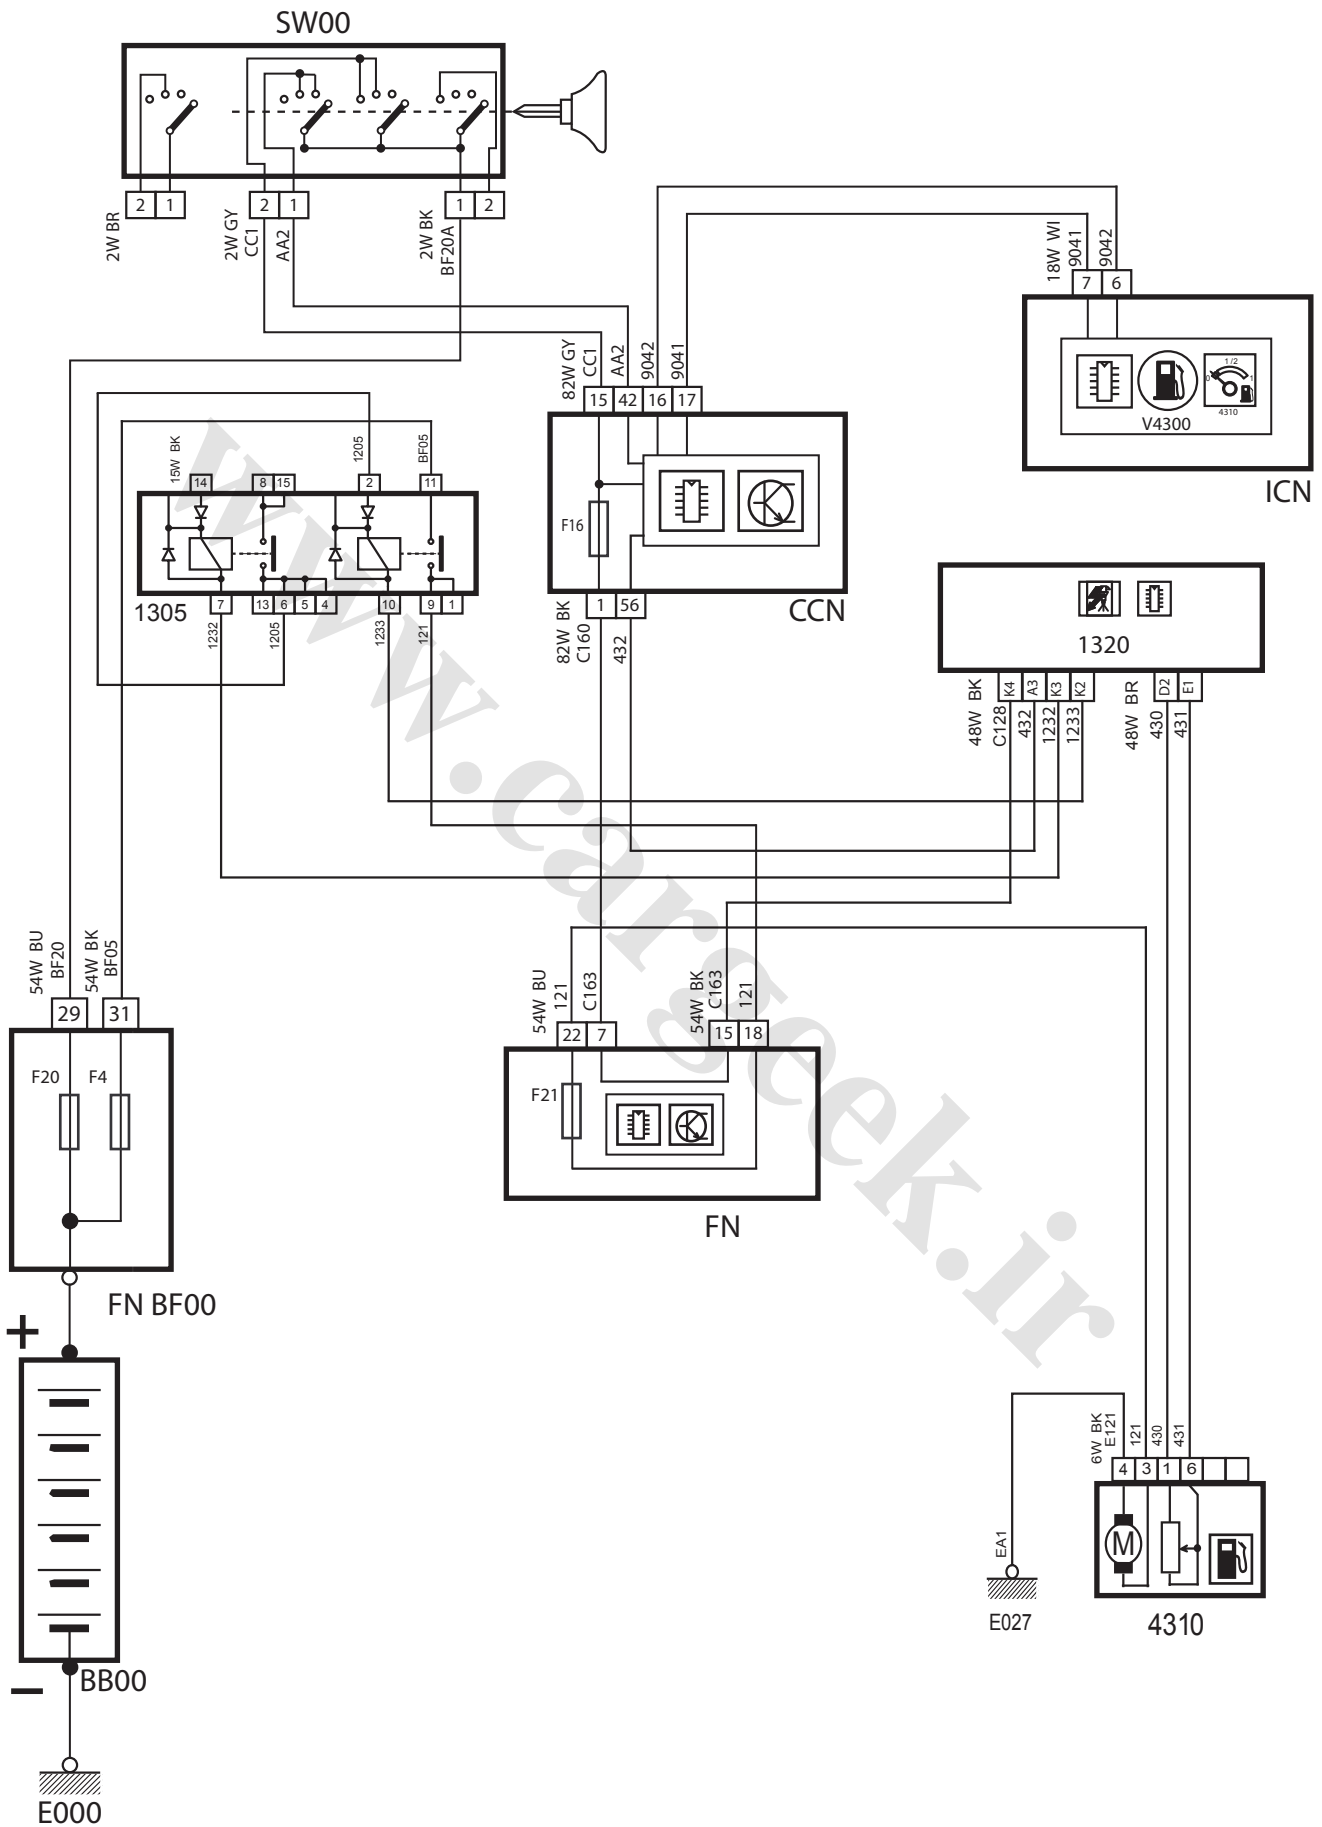 SW00
2 1 2 1 1 2
2W BR
2W GY
CC1
AA2
2W BK
BF20A
18W WI
9041
9042
7 6
1/2
0 1
4310
V4300
ICN
82W GY
CC1
AA2
9042
9041
15 42 16 17
F16
1 56
CCN
82W BK
C160
432
15W BK
1205
BF05
14 8 15 2 11
1305
7 13 6 5 4 10 9 1
1232
1205
1233
121
1320
K4 A3 K3 K2 D2 E1
48W BK
C128
432
1232
1233
48W BR
430
431
54W BU
BF20
54W BK
BF05
29 31
F20 F4
FN BF00
54W BU
121
C163
54W BK
C163
121
22 7 15 18
F21
FN
+
BB00
−
E000
6W BK
E121
121
430
431
4 3 1 6
M
4310
EA1
E027
www.cargeek.ir